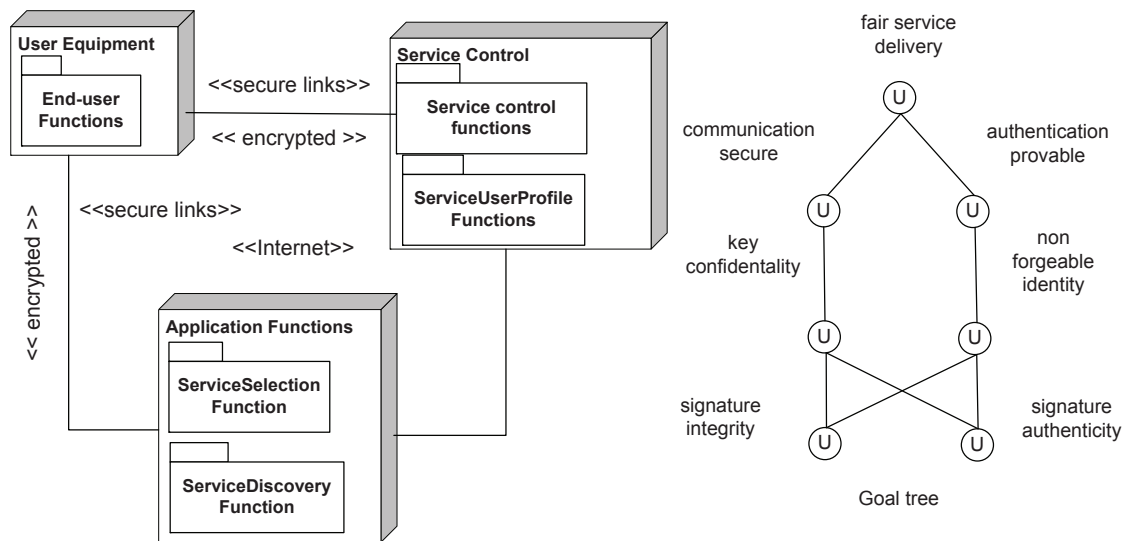 User Equipment
End-user
Functions
<<secure links>>
<< encrypted >>
Service Control
Service control
functions
ServiceUserProfile
Functions
<< encrypted >>
<<secure links>>
<<Internet>>
Application Functions
ServiceSelection
Function
ServiceDiscovery
Function
fair service
delivery
U
communication
secure
authentication
provable
U
U
key
confidentality
non
forgeable
identity
U
U
signature
integrity
signature
authenticity
U
U
Goal tree